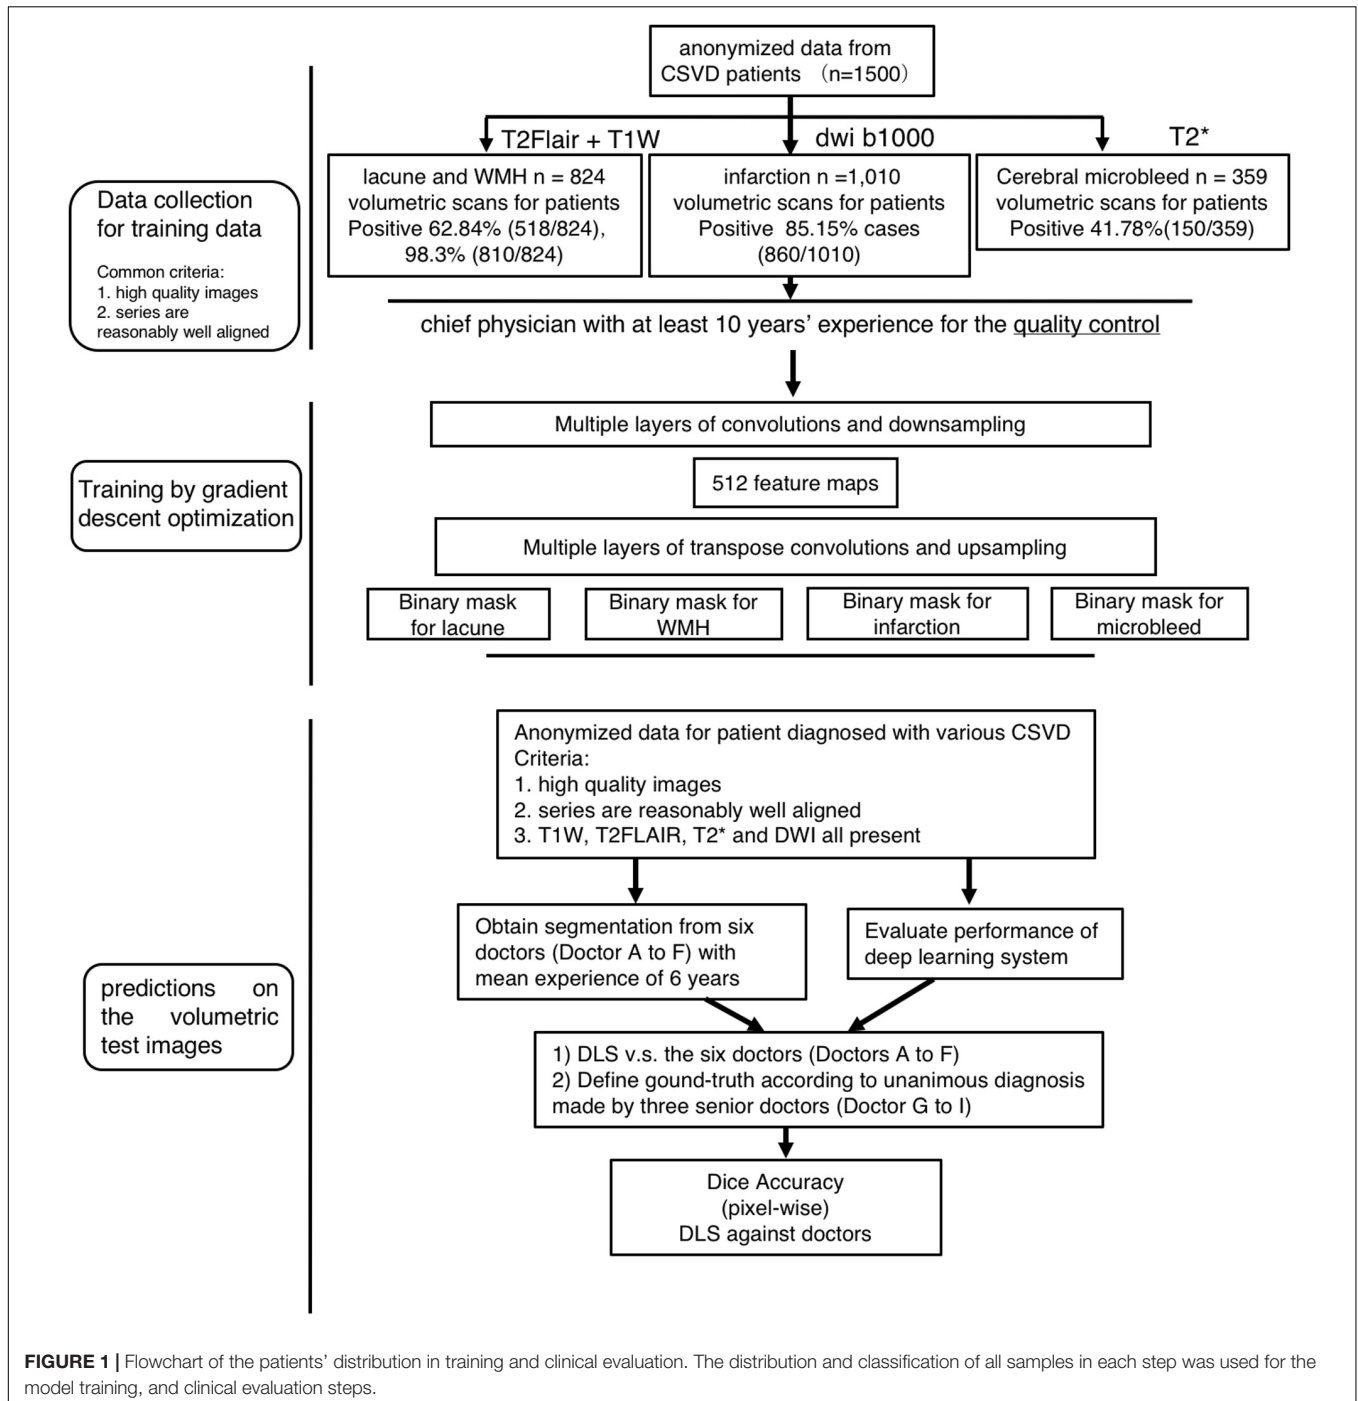 anonymized data from
CSVD patients （n=1500）
T2Flair + T1W
dwi b1000
T2*
lacune and WMH n = 824
volumetric scans for patients
Positive 62.84% (518/824),
98.3% (810/824)
infarction n =1,010
volumetric scans for patients
Positive 85.15% cases
(860/1010)
Cerebral microbleed n = 359
volumetric scans for patients
Positive 41.78%(150/359)
Data collection
for training data
Common criteria:
1. high quality images
2. series are
reasonably well aligned
chief physician with at least 10 years’ experience for the quality control
Multiple layers of convolutions and downsampling
512 feature maps
Training by gradient
descent optimization
Multiple layers of transpose convolutions and upsampling
Binary mask
for lacune
Binary mask for
WMH
Binary mask for
infarction
Binary mask for
microbleed
Anonymized data for patient diagnosed with various CSVD
Criteria:
1. high quality images
2. series are reasonably well aligned
3. T1W, T2FLAIR, T2* and DWI all present
Obtain segmentation from six
doctors (Doctor A to F) with
mean experience of 6 years
Evaluate performance of
deep learning system
predictions on
the volumetric
test images
1) DLS v.s. the six doctors (Doctors A to F)
2) Define gound-truth according to unanimous diagnosis
made by three senior doctors (Doctor G to I)
Dice Accuracy
(pixel-wise)
DLS against doctors
FIGURE 1 | Flowchart of the patients’ distribution in training and clinical evaluation. The distribution and classification of all samples in each step was used for the
model training, and clinical evaluation steps.